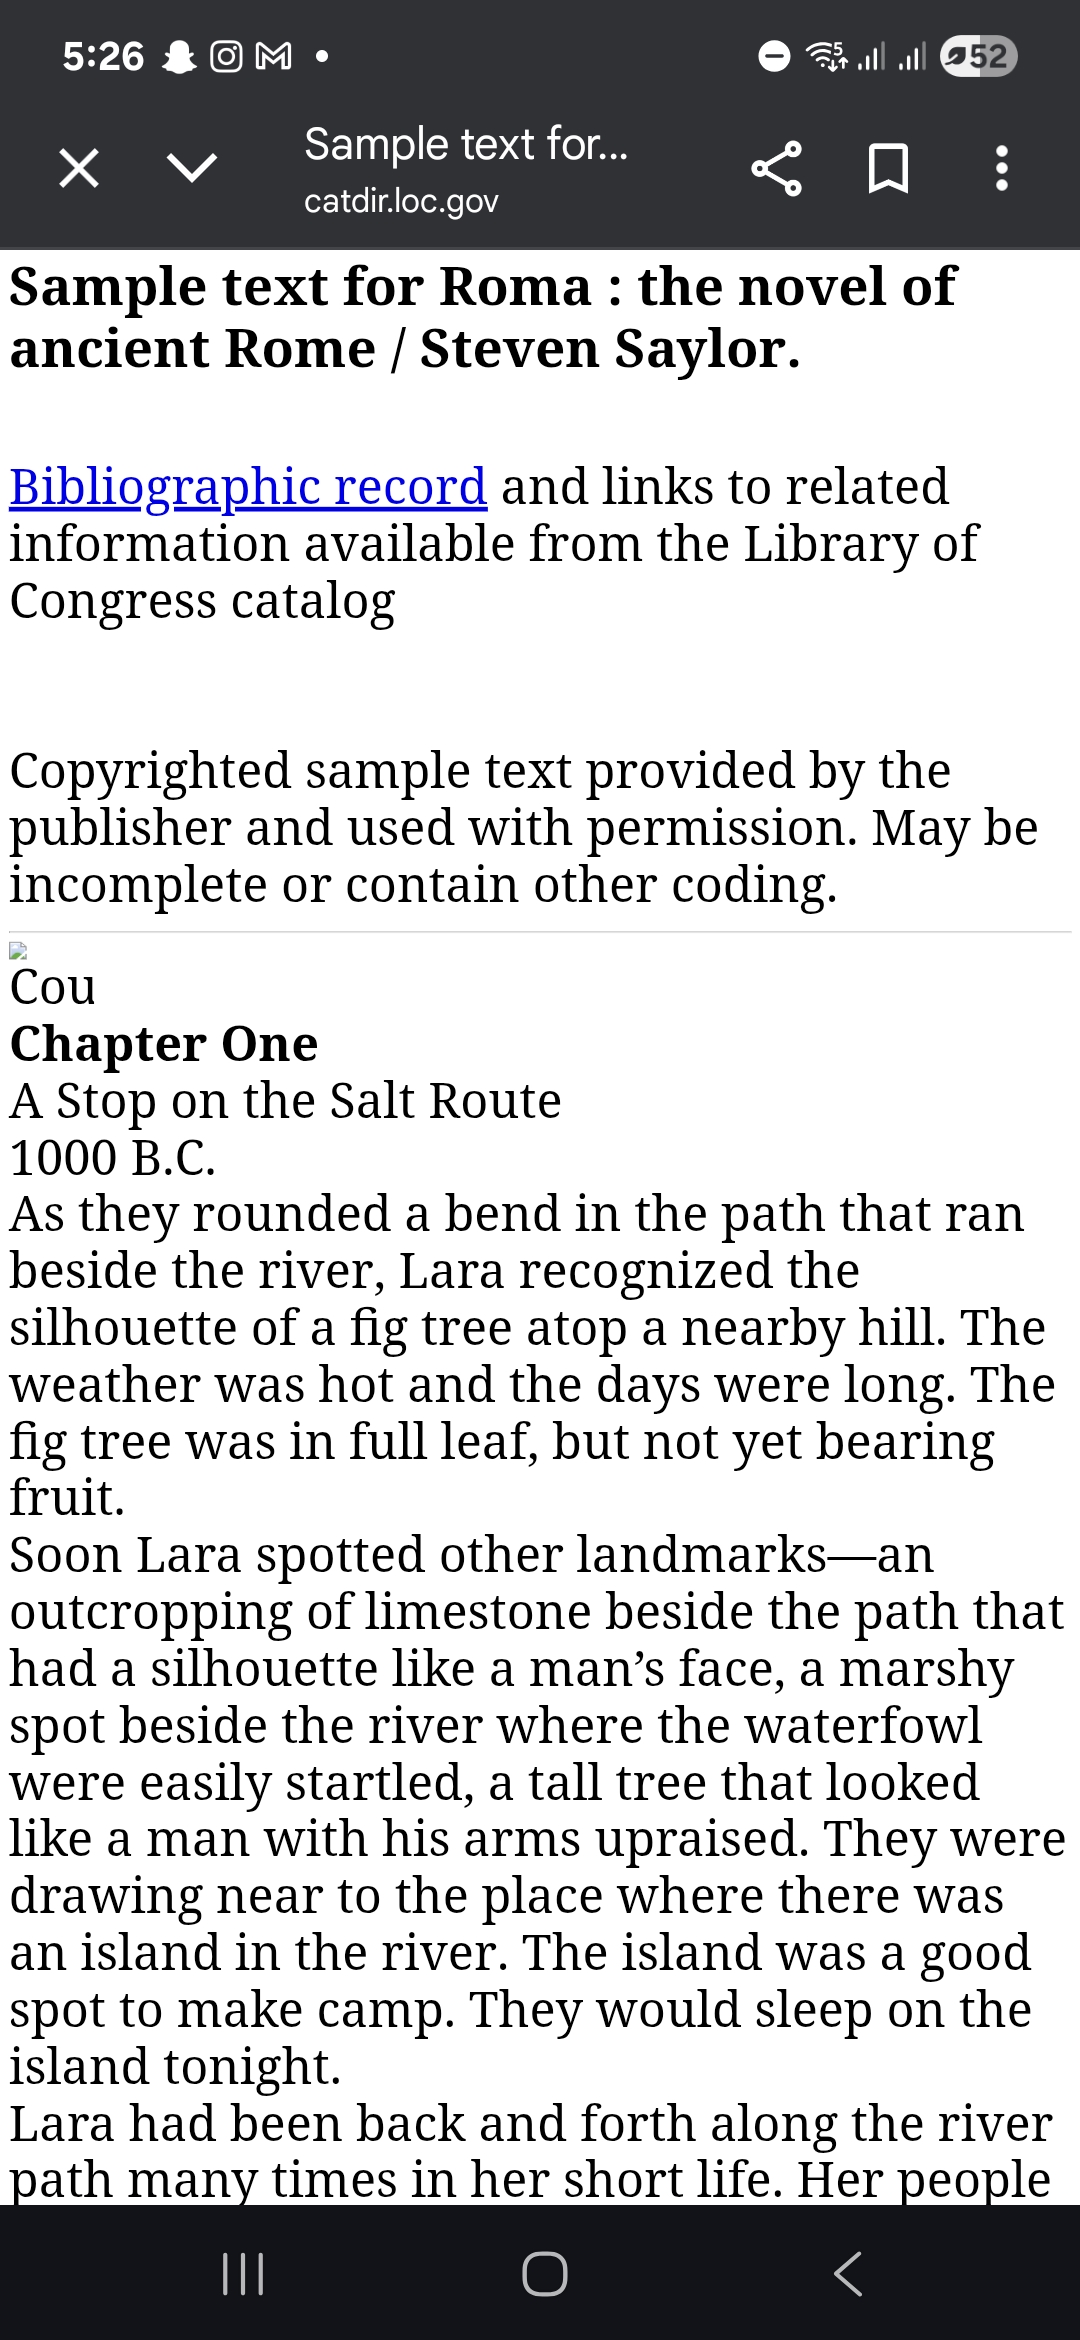 5:26
5
52
Sample text for...
catdir.loc.gov
Sample text for Roma : the novel of
ancient Rome / Steven Saylor.
Bibliographic record and links to related
information available from the Library of
Congress catalog
Copyrighted sample text provided by the
publisher and used with permission. May be
incomplete or contain other coding.
Cou
Chapter One
A Stop on the Salt Route
1000 B.C.
As they rounded a bend in the path that ran
beside the river, Lara recognized the
silhouette of a fig tree atop a nearby hill. The
weather was hot and the days were long. The
fig tree was in full leaf, but not yet bearing
fruit.
Soon Lara spotted other landmarks—an
outcropping of limestone beside the path that
had a silhouette like a man’s face, a marshy
spot beside the river where the waterfowl
were easily startled, a tall tree that looked
like a man with his arms upraised. They were
drawing near to the place where there was
an island in the river. The island was a good
spot to make camp. They would sleep on the
island tonight.
Lara had been back and forth along the river
path many times in her short life. Her people